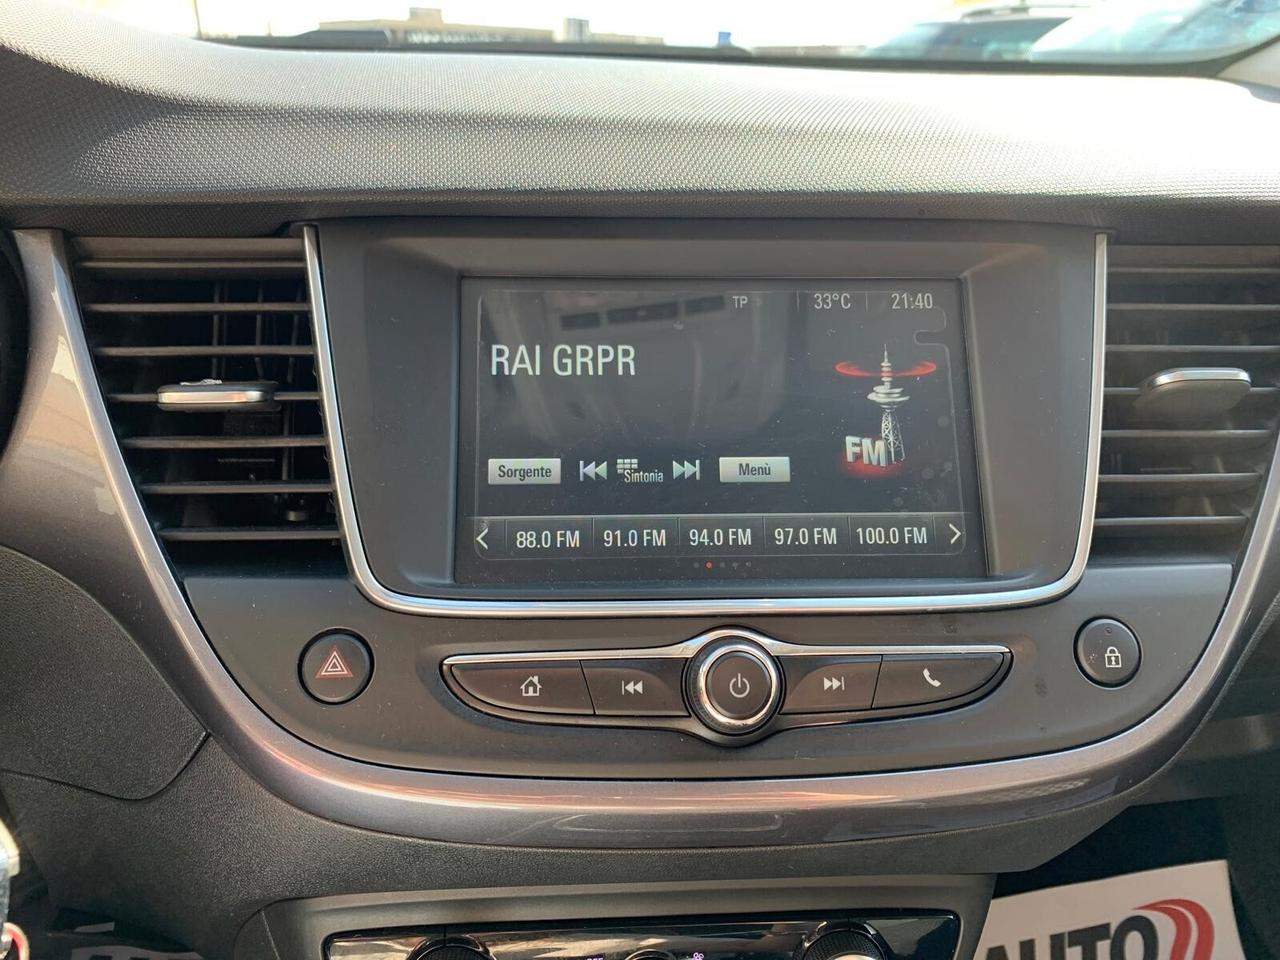 TP 33°C 21:40
RAI GRPR
FM
Sorgente Sintonia Menù
88.0 FM 91.0 FM 94.0 FM 97.0 FM 100.0 FM
AUTO